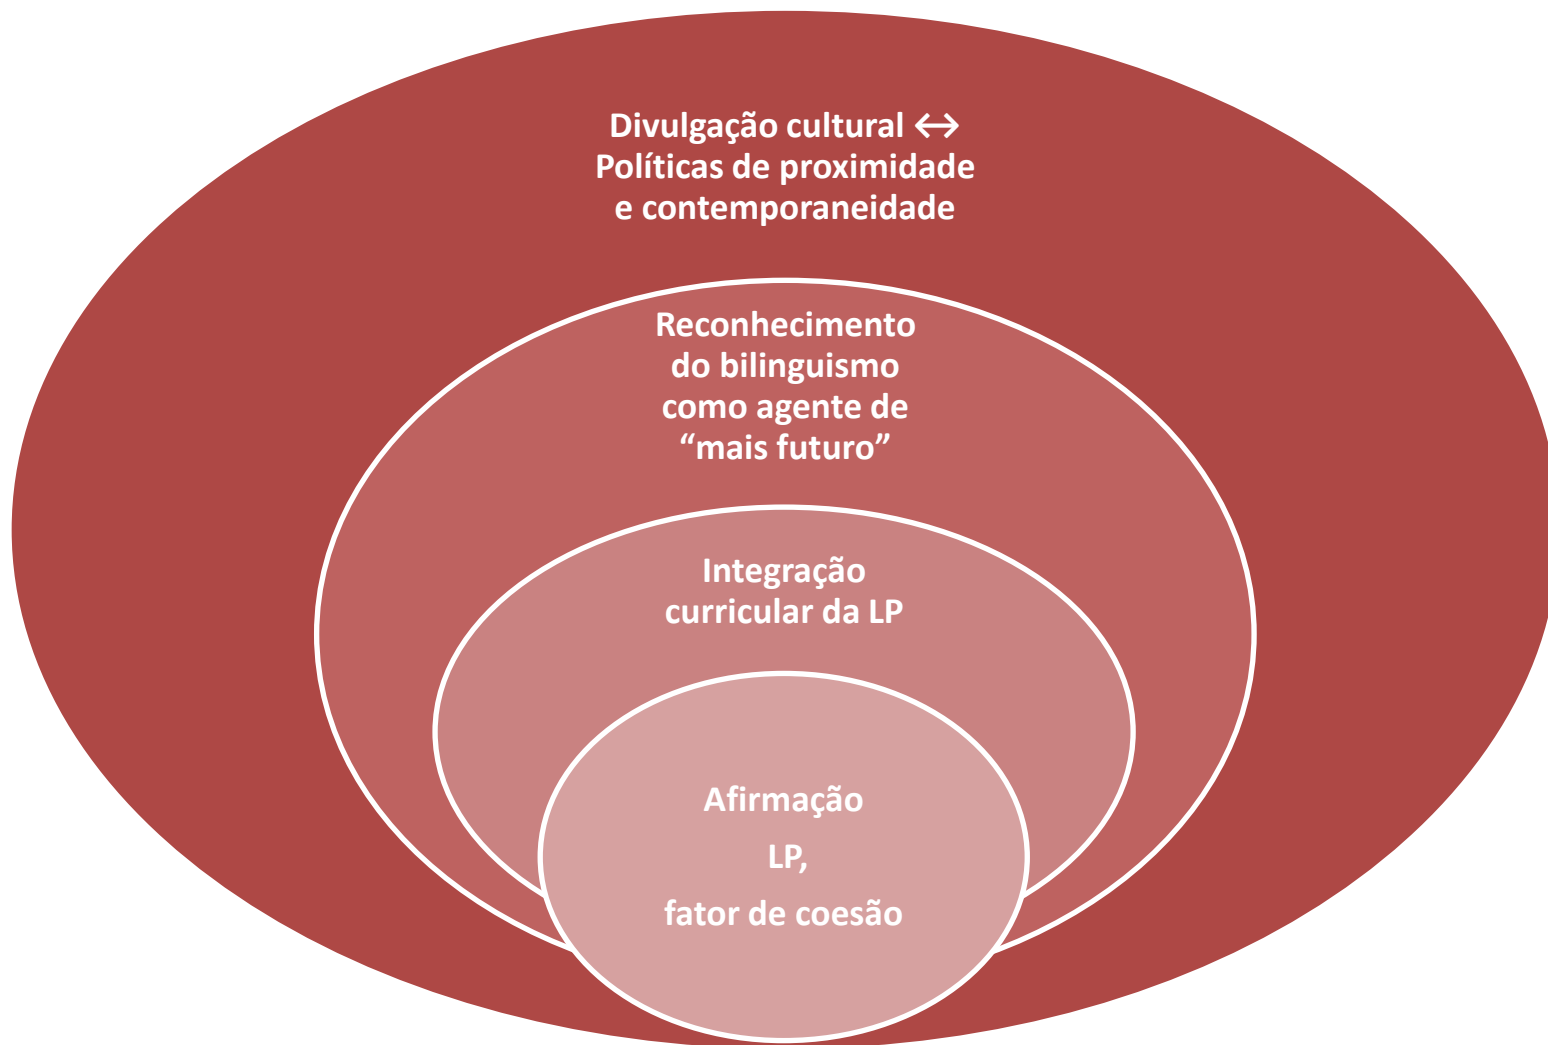 Divulgação cultural ↔
Políticas de proximidade
e contemporaneidade
Reconhecimento
do bilinguismo
como agente de
“mais futuro”
Integração
curricular da LP
Afirmação
LP,
fator de coesão